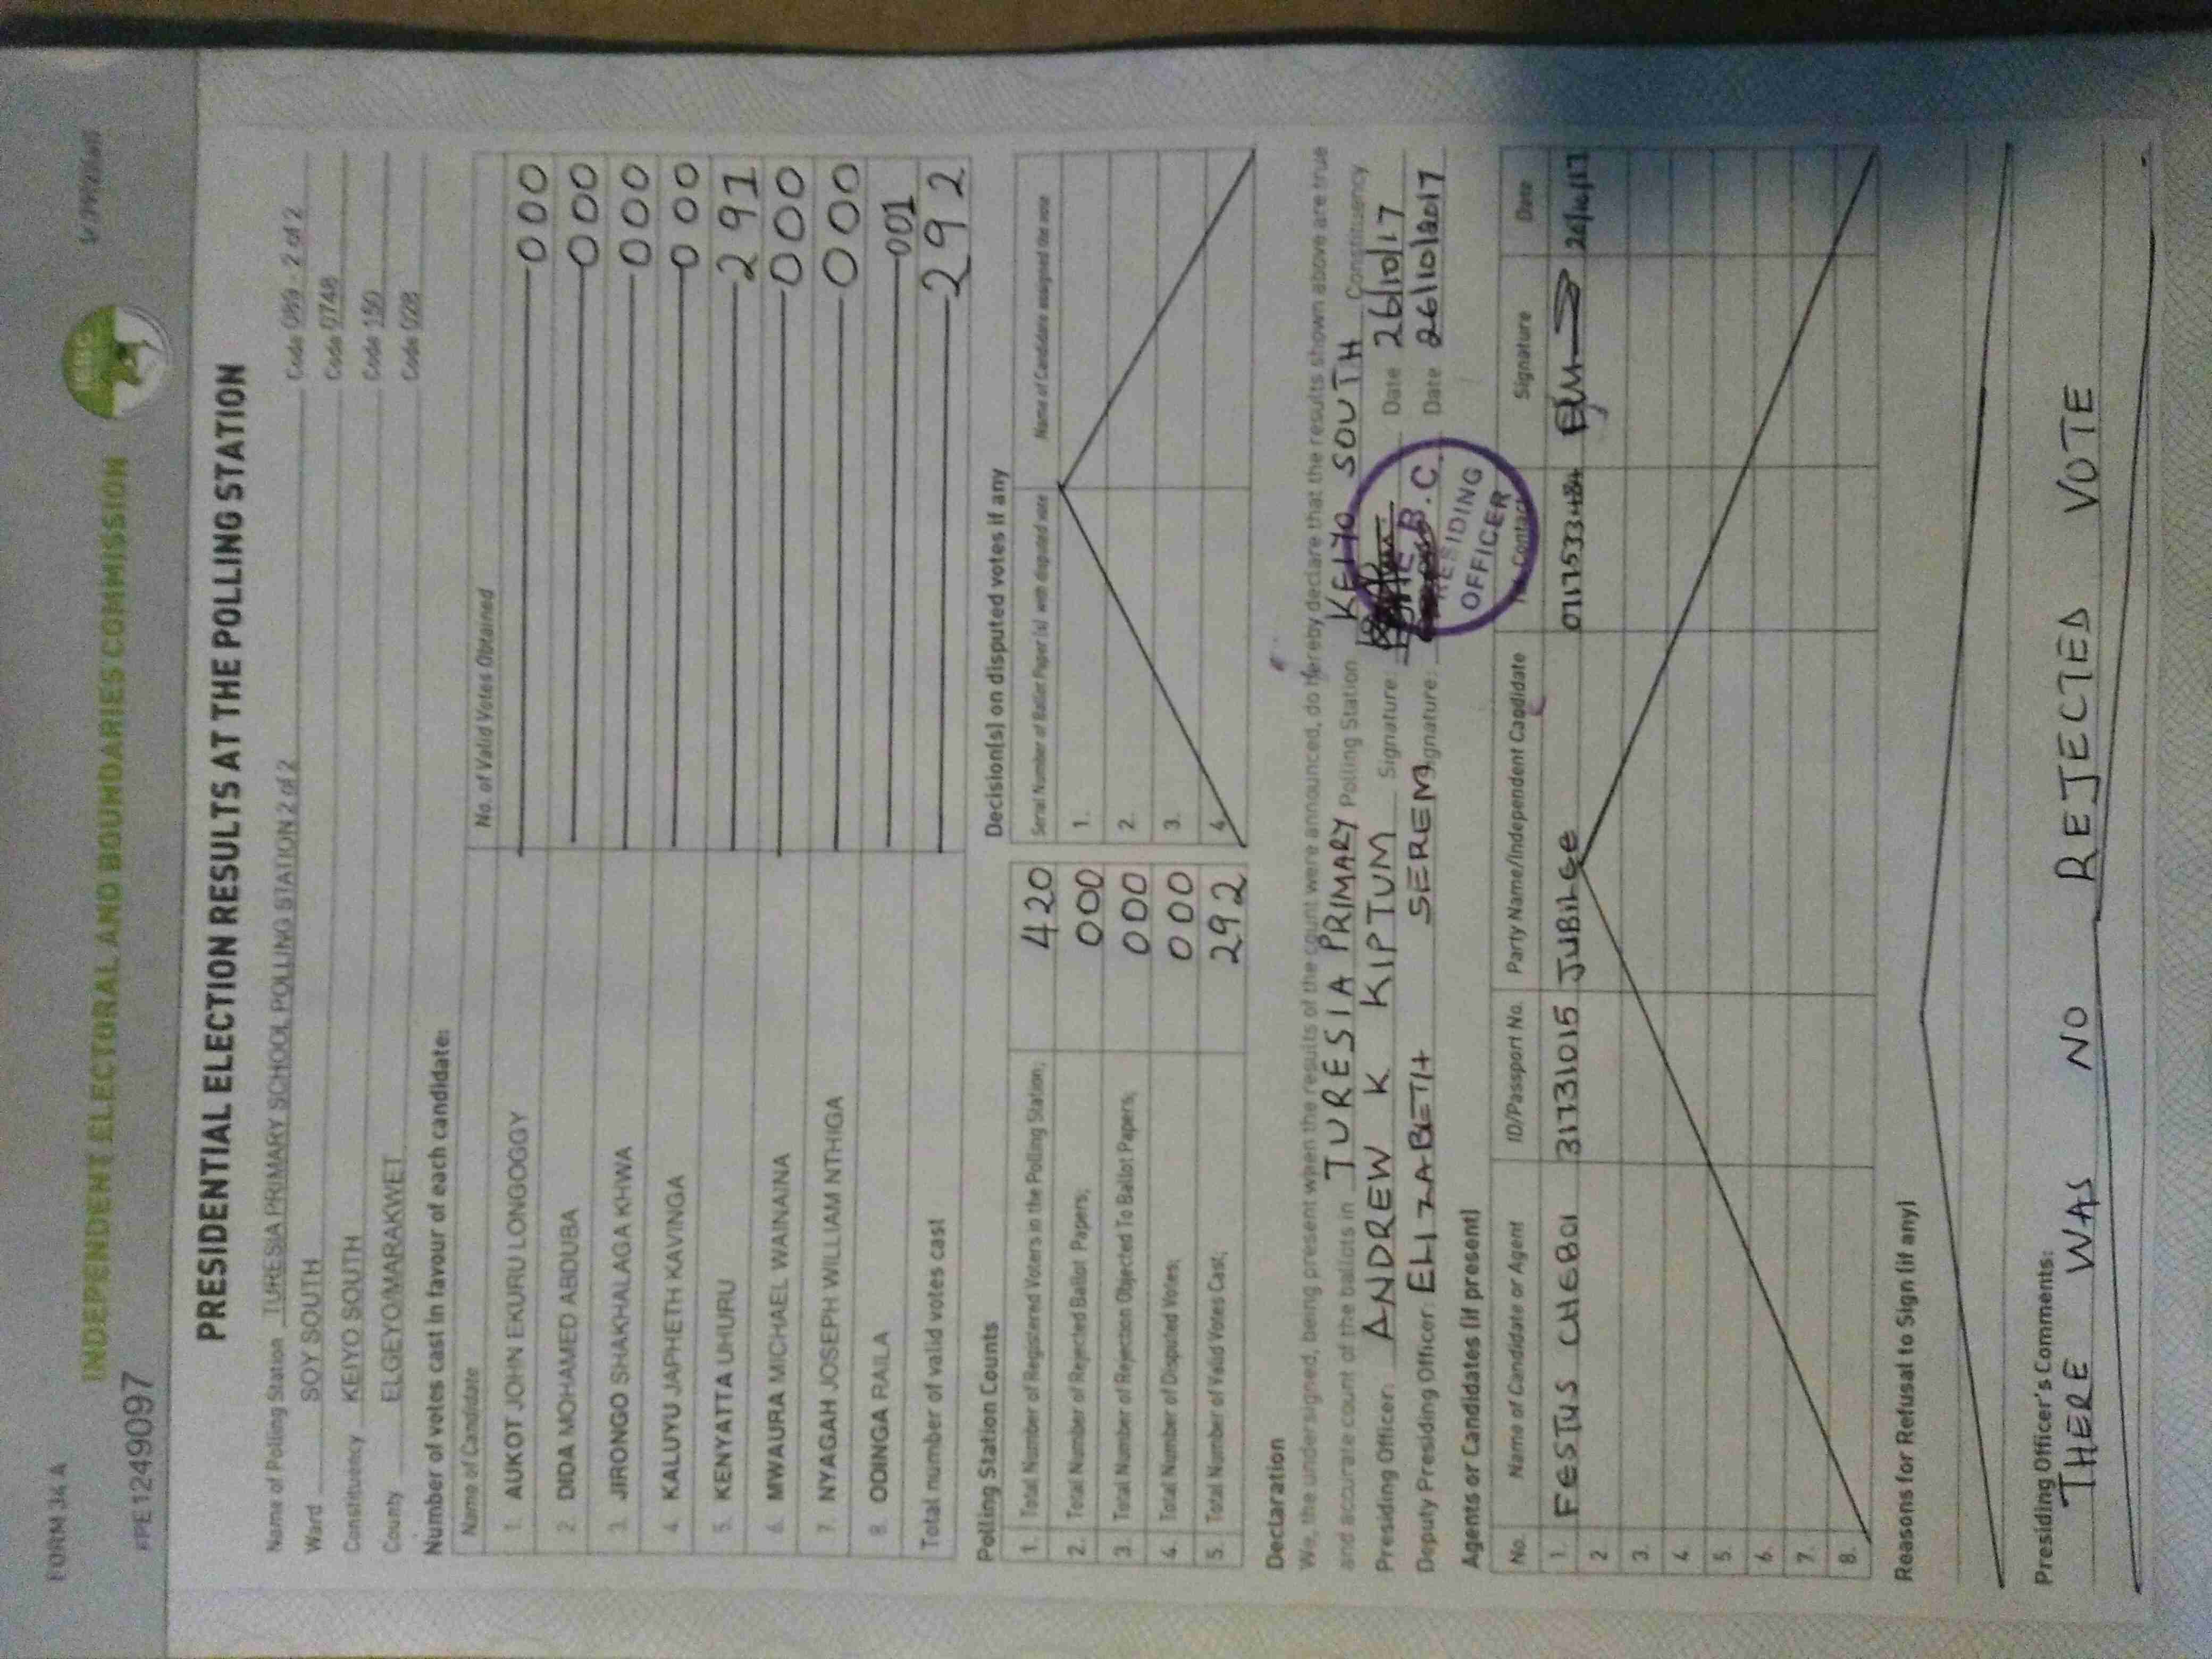 FORM 34 A
INDEPENDENT ELECTORAL AND BOUNDARIES COMMISSION
IEBC
PRESIDENTIAL ELECTION RESULTS AT THE POLLING STATION
Name of Polling Station TURESIA PRIMARY SCHOOL POLLING STATION 2 of 2 Code 089 - 2 of 2
Ward SOY SOUTH Code 0748
Constituency KEIYO SOUTH Code 150
County ELGEYO/MARAKWET Code 028
Number of votes cast in favour of each candidate:
Name of Candidate No. of Valid Votes Obtained
1. AUKOT JOHN EKURU LONGOGGY 000
2. DIDA MOHAMED ABDUBA 000
3. JIRONGO SHAKHALAGA KHWA 000
4. KALUYU JAPHETH KAVINGA 000
5. KENYATTA UHURU 291
6. MWAURA MICHAEL WAINAINA 000
7. NYAGAH JOSEPH WILLIAM NTHIGA 000
8. ODINGA RAILA 001
Total number of valid votes cast 292
Polling Station Counts
1. Total Number of Registered Voters in the Polling Station; 420
2. Total Number of Rejected Ballot Papers; 000
3. Total Number of Rejection Objected To Ballot Papers; 000
4. Total Number of Disputed Votes; 000
5. Total Number of Valid Votes Cast; 292
Decision(s) on disputed votes if any
Serial Number of Ballot Paper (s) with disputed vote Name of Candidate assigned the vote
1.
2.
3.
4.
Declaration
We, the undersigned, being present when the results of the count were announced, do hereby declare that the results shown above are true
and accurate count of the ballots in TURESIA PRIMARY Polling Station KEIYO SOUTH Constituency
Presiding Officer: ANDREW K KIPTUM Signature: Date 26/10/17
Deputy Presiding Officer: ELIZABETH SEREM Signature: Date 26/10/2017
PRESIDING
OFFICER
Agents or Candidates (if present)
No. Name of Candidate or Agent ID/Passport No. Party Name/Independent Candidate Contact Signature Date
1. FESTUS CHEBOI 31731015 JUBILEE 26/10/17
2
3.
4
5.
6.
7.
8.
Reasons for Refusal to Sign (if any)
Presiding Officer's Comments:
THERE WAS NO REJECTED VOTE